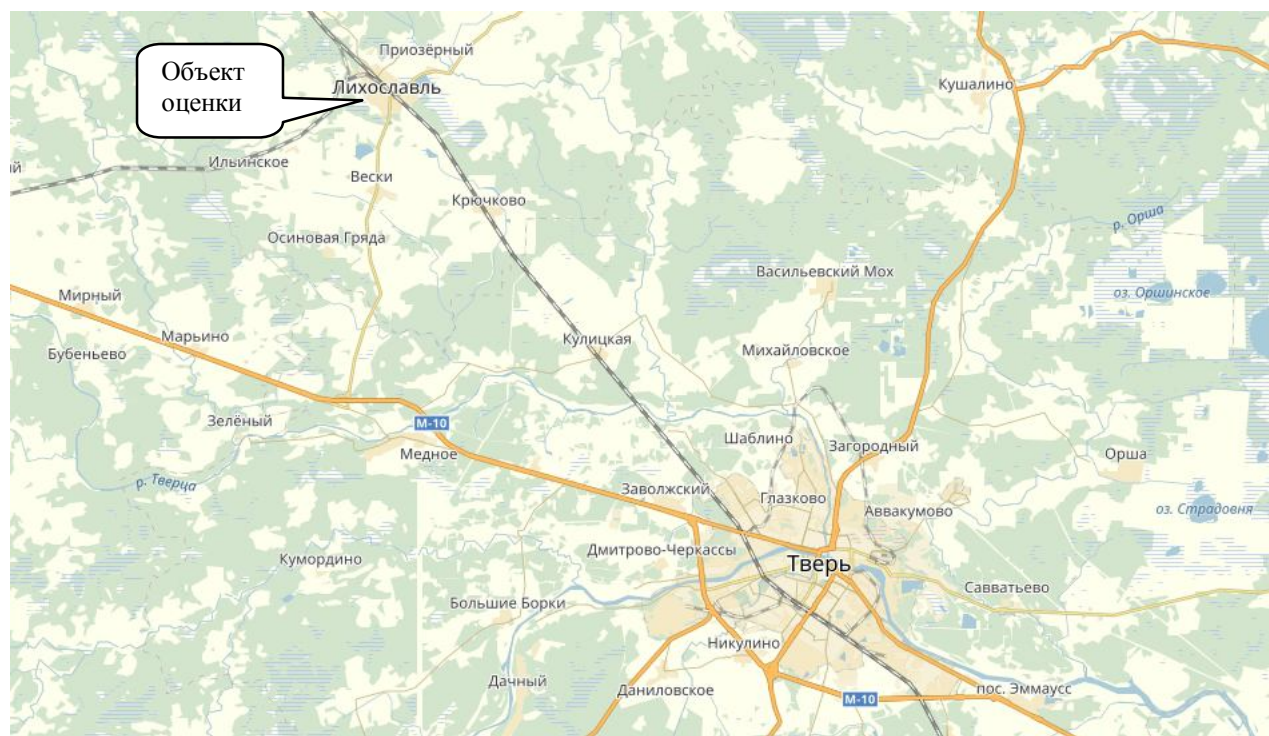 Приозёрный
Объект
оценки
Лихославль
Кушалино
Ильинское
ий
Вески
Крючково
р. Орша
Осиновая Гряда
Васильевский Мох
Мирный
оз. Оршинское
Марьино
Кулицкая
Михайловское
Бубеньево
Зелёный
М-10
Шаблино
Загородный
Медное
Орша
р. Тверца
Заволжский
Глазково
Аввакумово
оз. Страдовня
Кумордино
Дмитрово-Черкассы
Тверь
Савватьево
Большие Борки
Никулино
Дачный
Даниловское
М-10
пос. Эммаусс